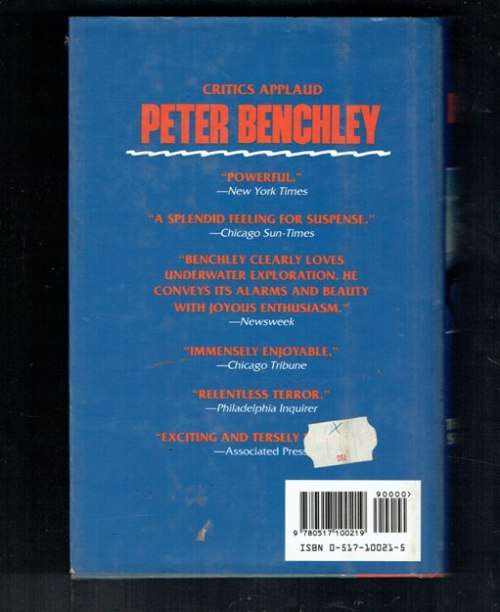 CRITICS APPLAUD
PETER BENCHLEY
"POWERFUL."
—New York Times
"A SPLENDID FEELING FOR SUSPENSE."
—Chicago Sun-Times
"BENCHLEY CLEARLY LOVES
UNDERWATER EXPLORATION. HE
CONVEYS ITS ALARMS AND BEAUTY
WITH JOYOUS ENTHUSIASM."
—Newsweek
"IMMENSELY ENJOYABLE."
—Chicago Tribune
"RELENTLESS TERROR."
—Philadelphia Inquirer
"EXCITING AND TERSELY
—Associated Press
90000>
9 780517 100219
ISBN 0-517-10021-5